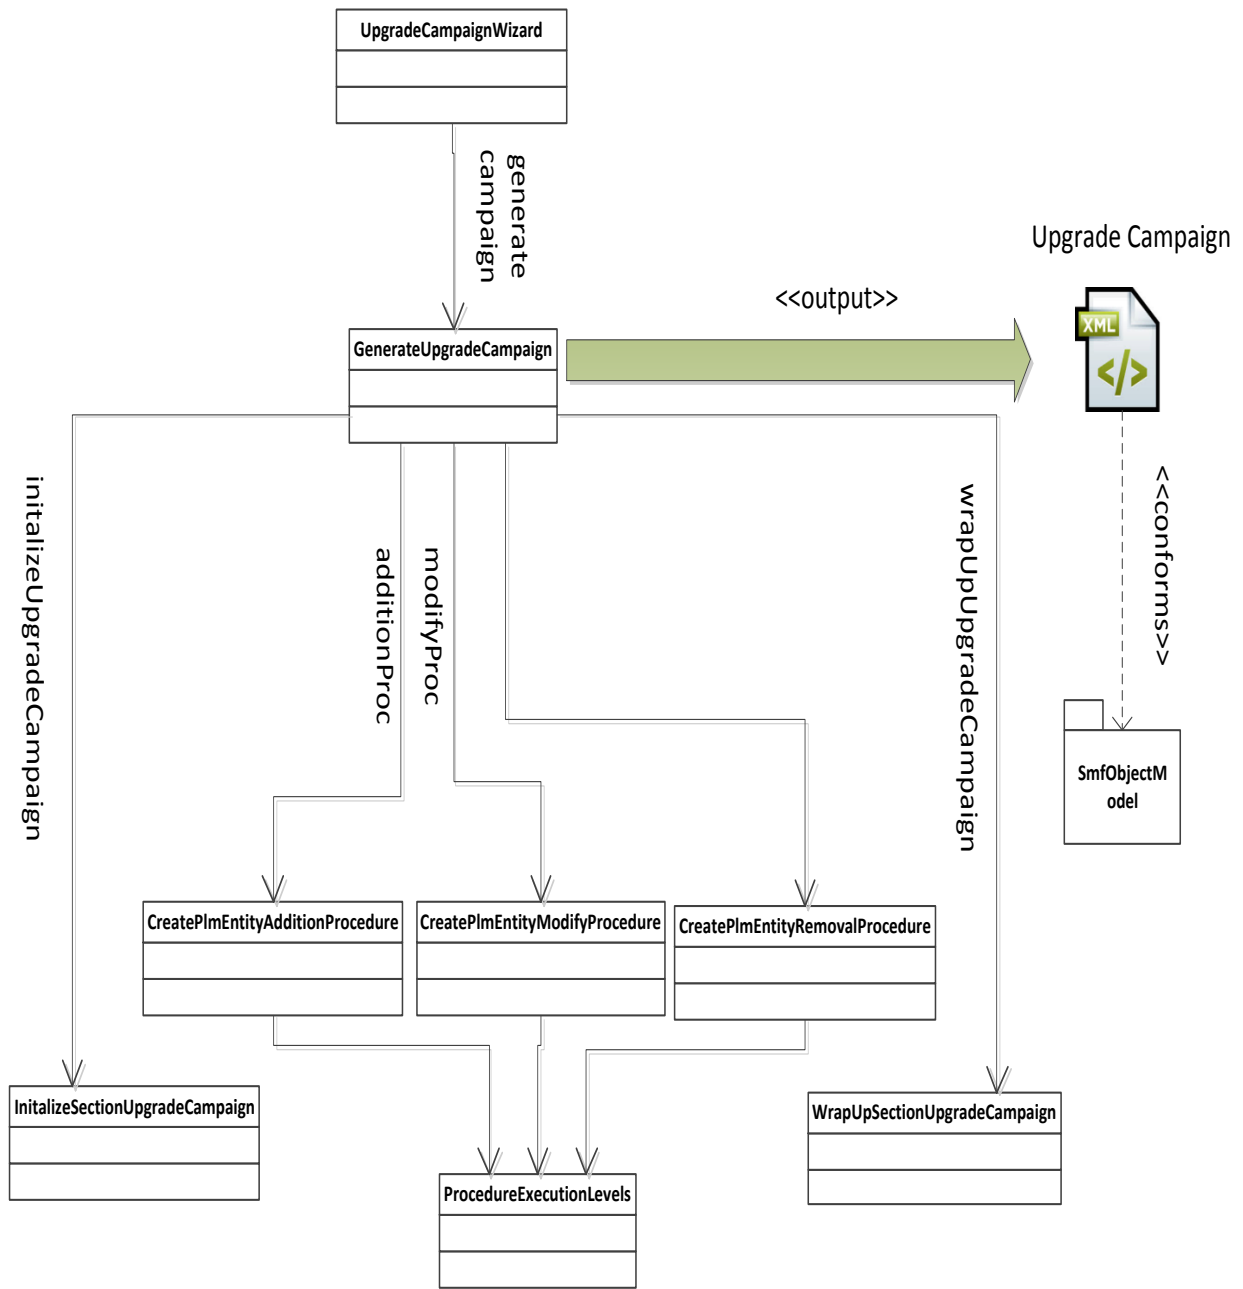 UpgradeCampaignWizard
generate
campaign
Upgrade Campaign
<<output>>
XML
</>
GenerateUpgradeCampaign
<<conforms>>
initalizeUpgradeCampaign
additionProc
modifyProc
wrapUpUpgradeCampaign
SmfObjectM
odel
CreatePlmEntityAdditionProcedure
CreatePlmEntityModifyProcedure
CreatePlmEntityRemovalProcedure
InitalizeSectionUpgradeCampaign
WrapUpSectionUpgradeCampaign
ProcedureExecutionLevels